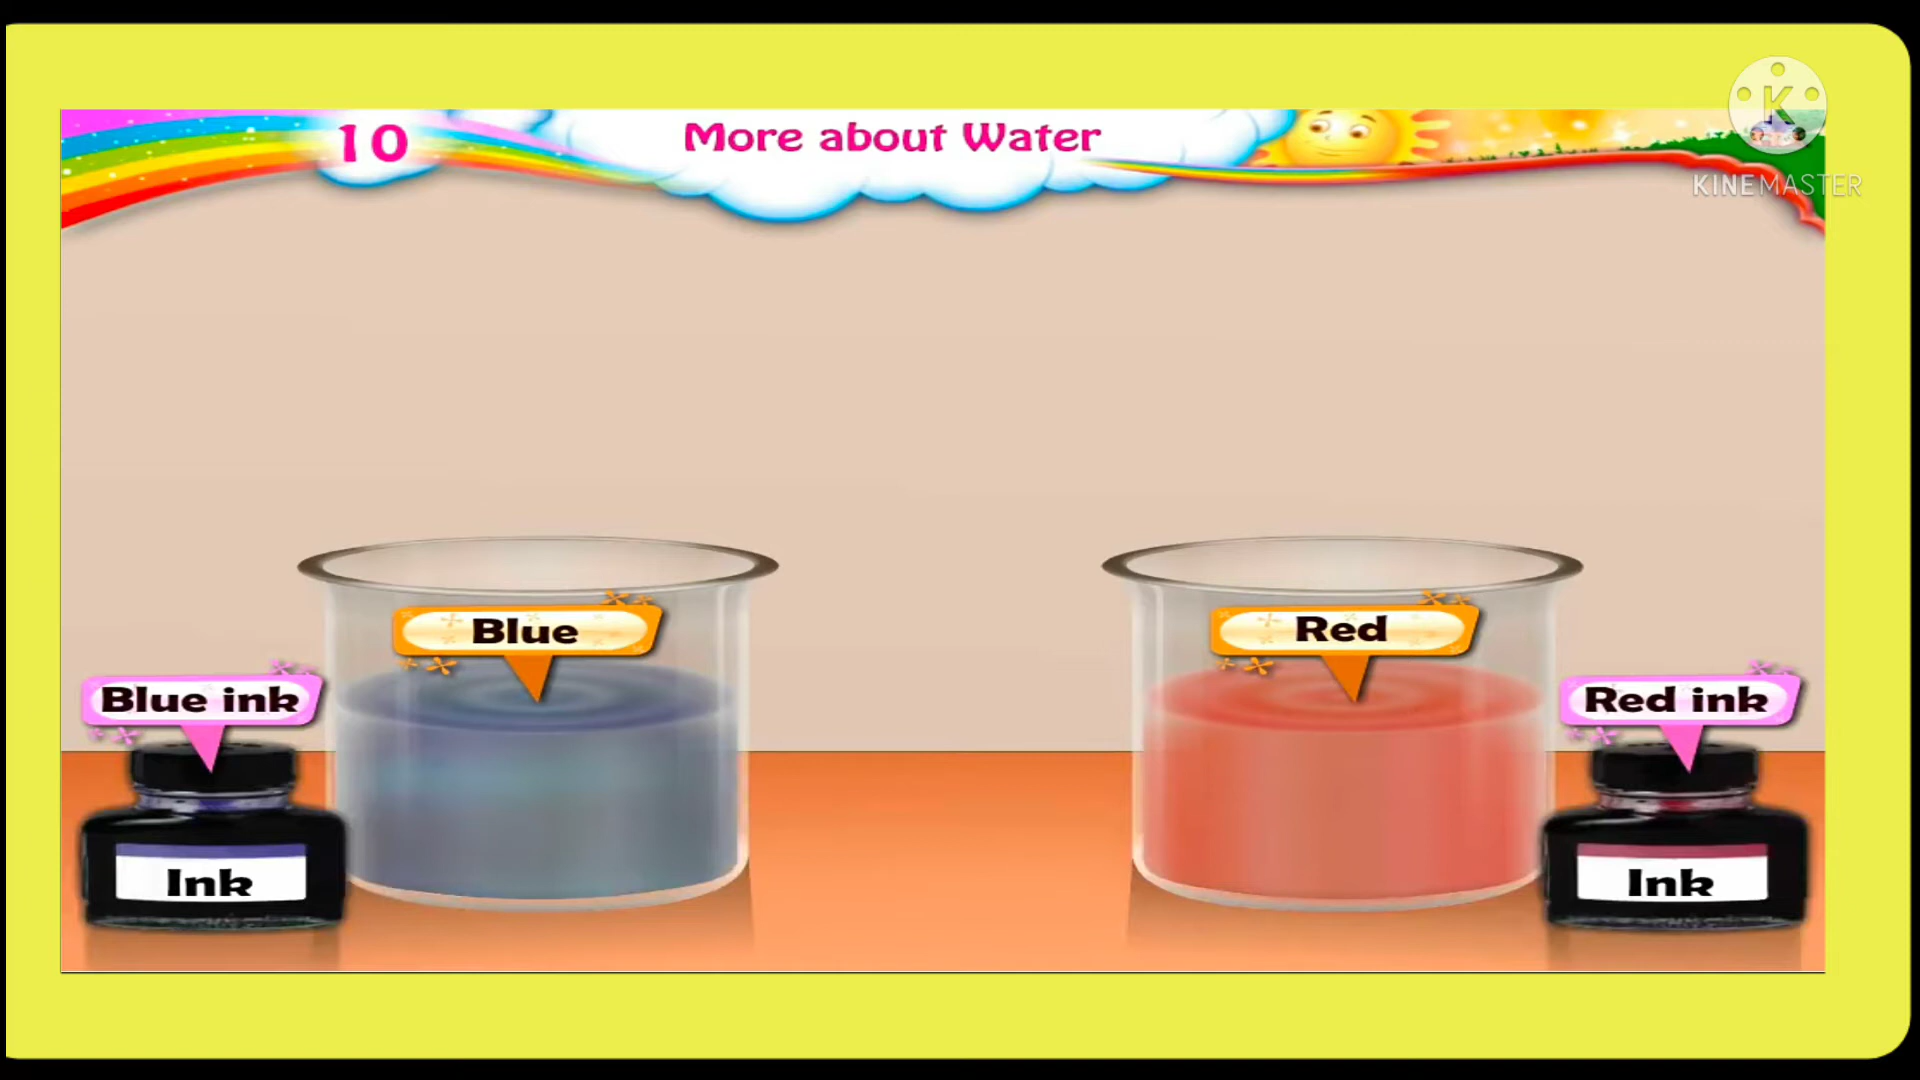 10
More about Water
K
KINEMASTER
Blue
Red
Blue ink
Red ink
Ink
Ink